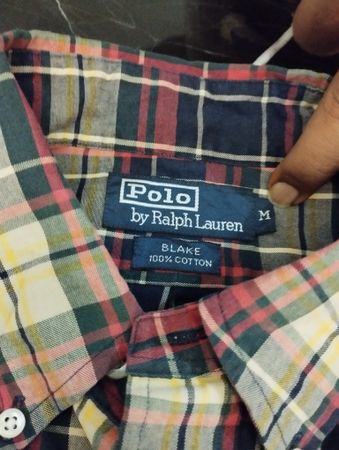 Polo
by Ralph Lauren
M
BLAKE
100% COTTON